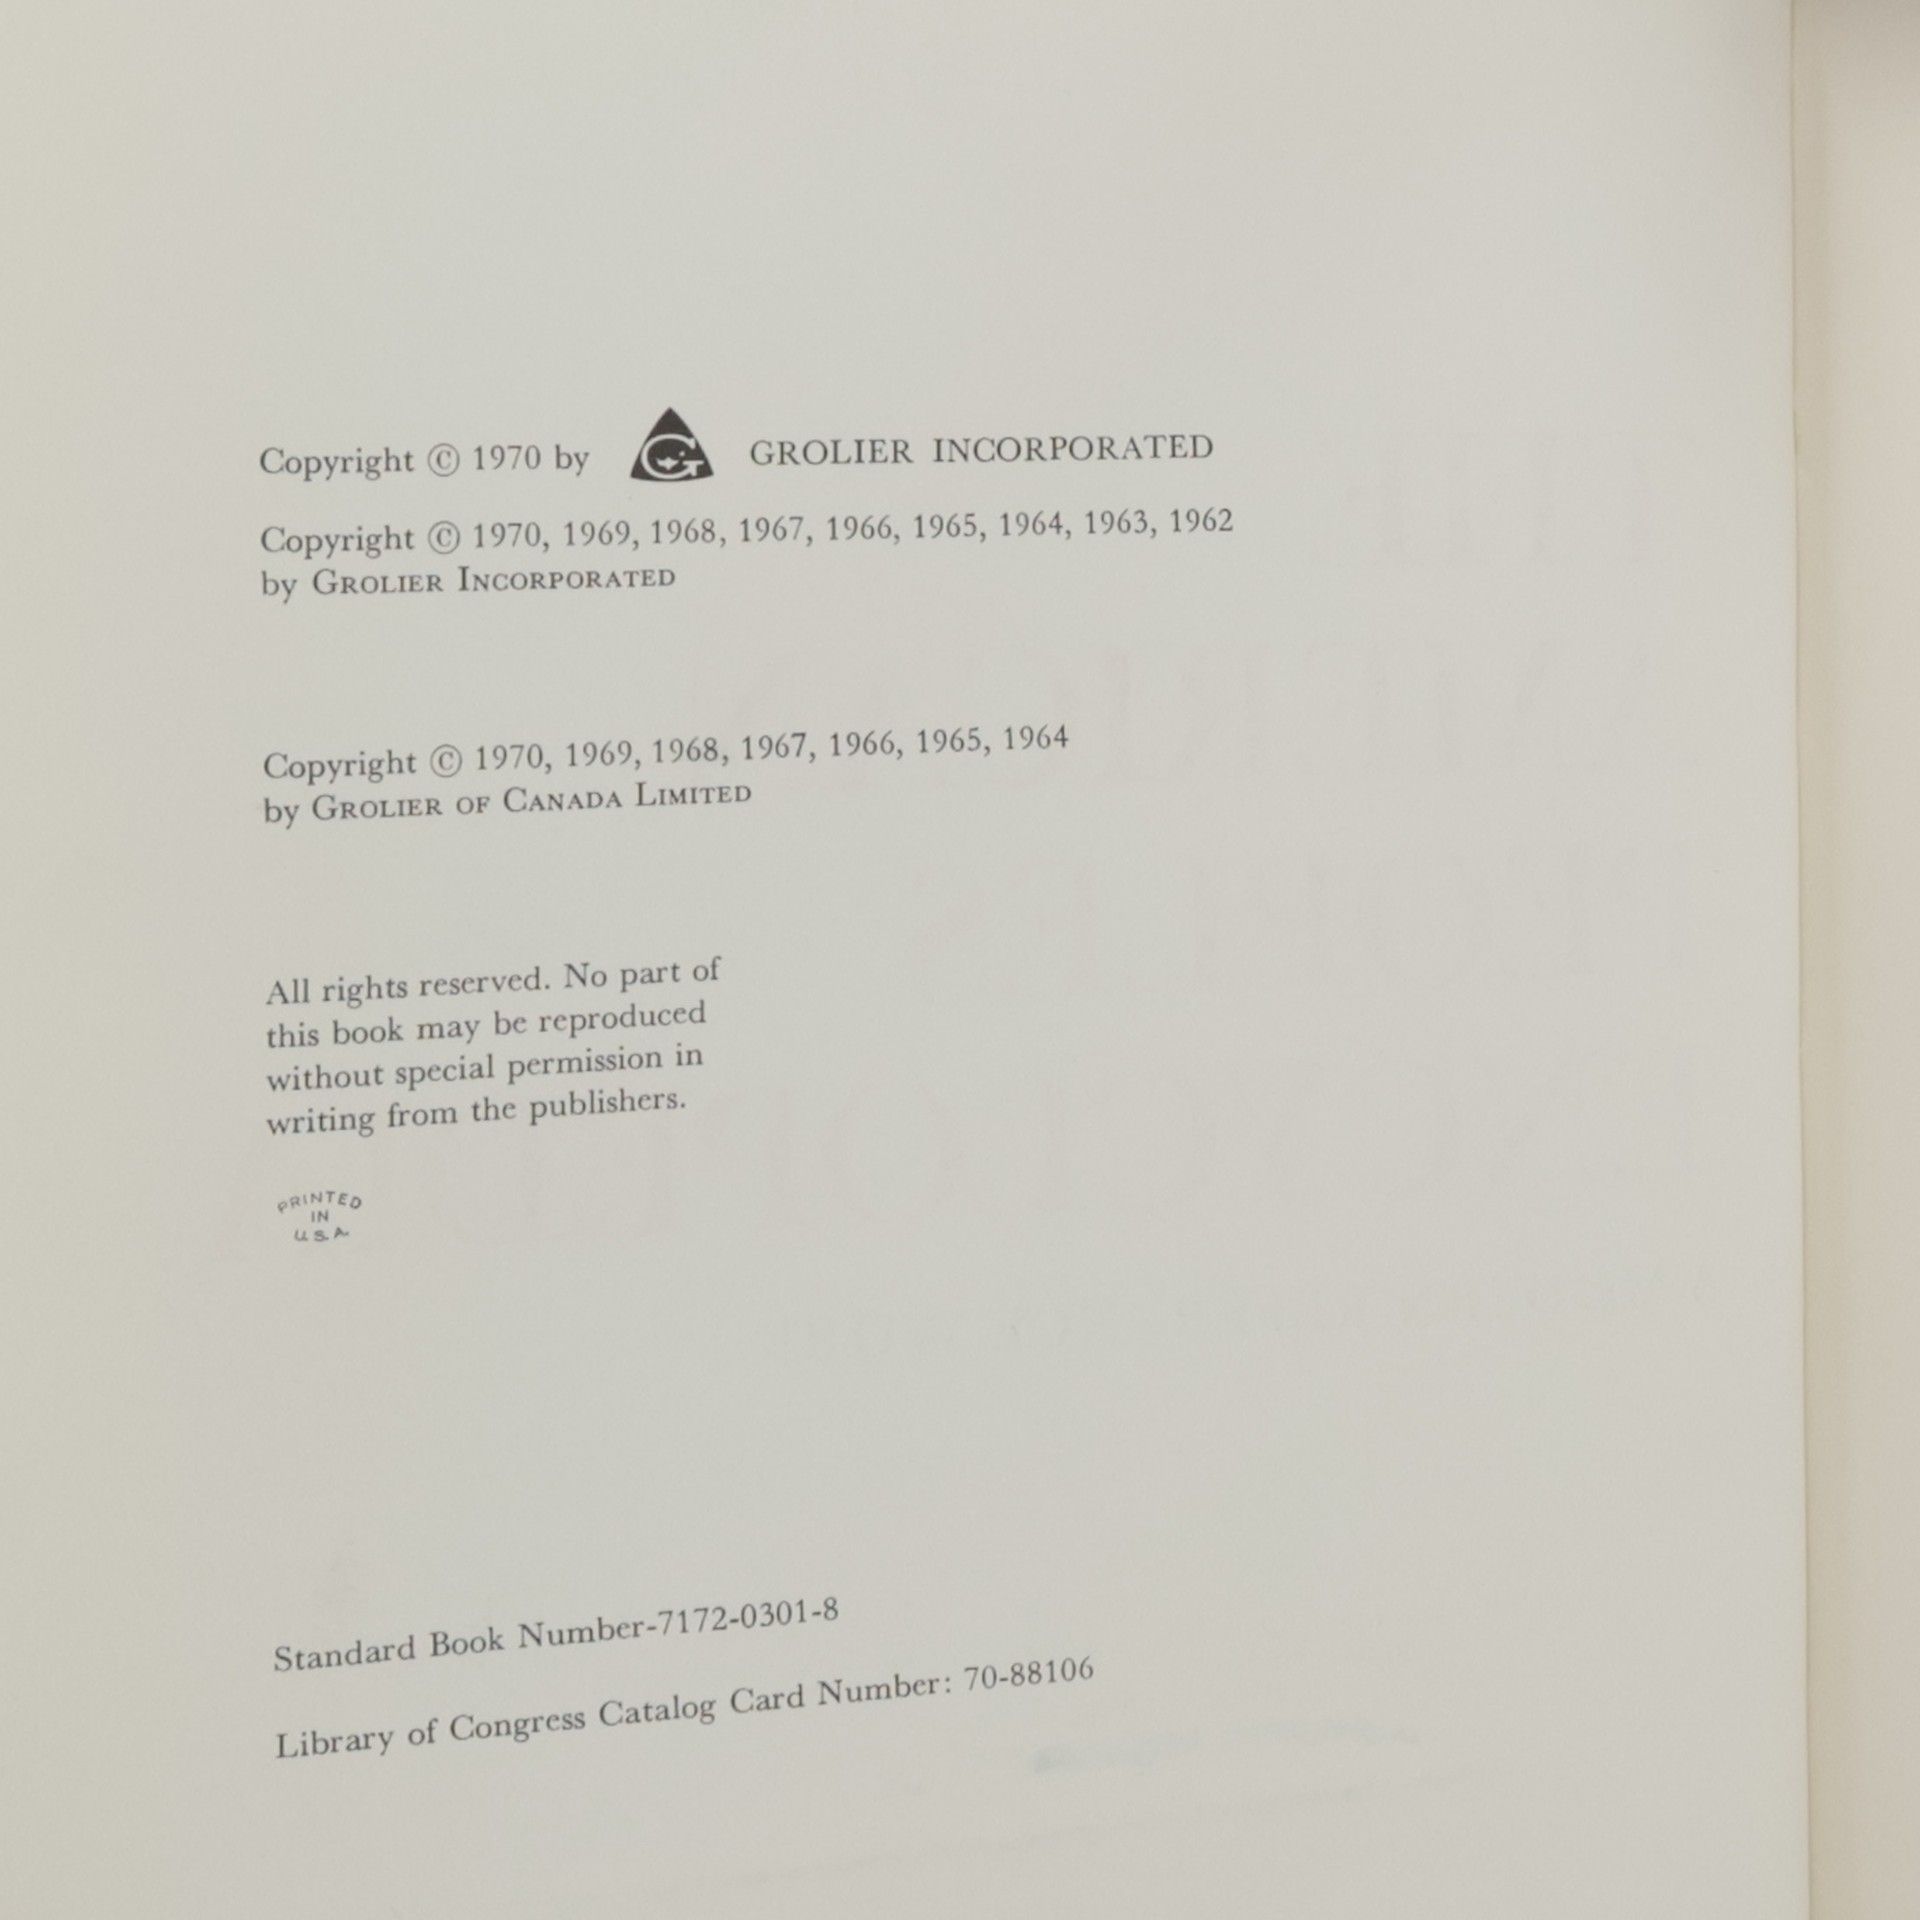 Copyright © 1970 by G GROLIER INCORPORATED
Copyright © 1970, 1969, 1968, 1967, 1966, 1965, 1964, 1963, 1962
by GROLIER INCORPORATED
Copyright © 1970, 1969, 1968, 1967, 1966, 1965, 1964
by GROLIER OF CANADA LIMITED
All rights reserved. No part of
this book may be reproduced
without special permission in
writing from the publishers.
PRINTED
IN
U.S.A
Standard Book Number-7172-0301-8
Library of Congress Catalog Card Number: 70-88106